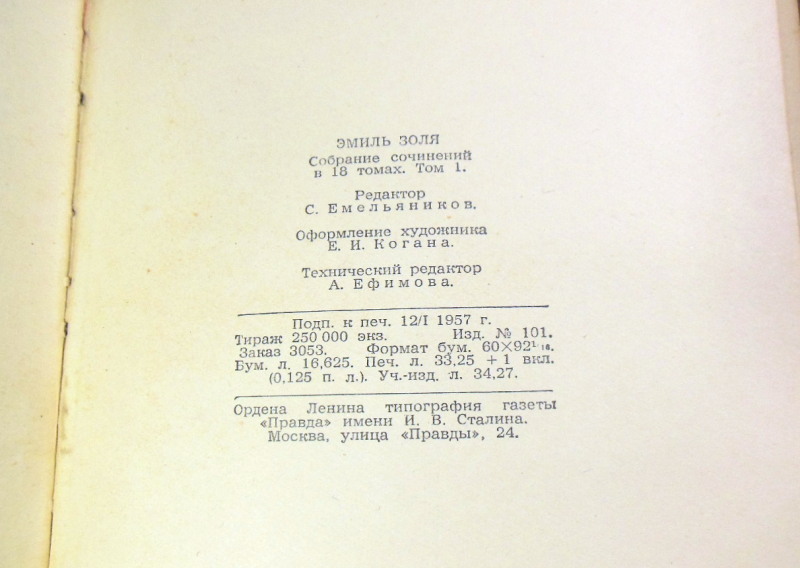 ЭМИЛЬ ЗОЛЯ
Собрание сочинений
в 18 томах. Том 1.
Редактор
С. Емельяников.
Оформление художника
Е. И. Когана.
Технический редактор
А. Ефимова.
Подп. к печ. 12/I 1957 г.
Тираж 250 000 экз. Изд. № 101.
Заказ 3053. Формат бум. 60×92¹/₁₆.
Бум. л. 16,625. Печ. л. 33,25 + 1 вкл.
(0,125 п. л.). Уч.-изд. л. 34,27.
Ордена Ленина типография газеты
«Правда» имени И. В. Сталина.
Москва, улица «Правды», 24.